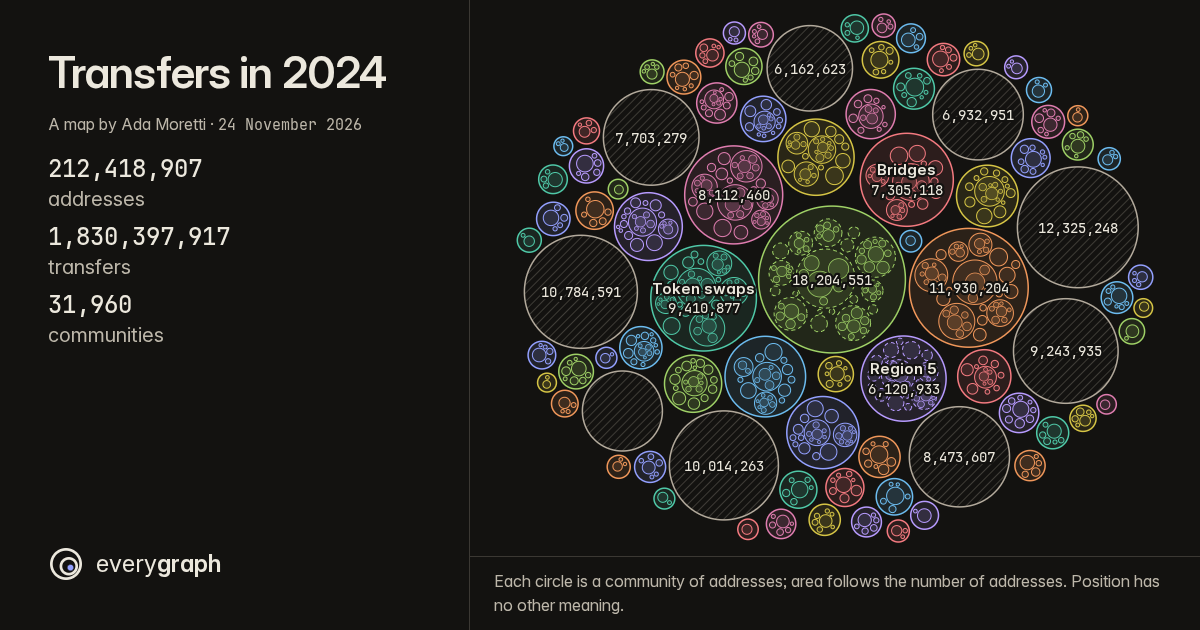 Transfers in 2024
A map by Ada Moretti · 24 November 2026
212,418,907
addresses
1,830,397,917
transfers
31,960
communities
everygraph
6,162,623
6,932,951
7,703,279
Bridges
7,305,118
8,112,460
12,325,248
18,204,551
11,930,204
10,784,591
Token swaps
9,410,877
9,243,935
Region 5
6,120,933
8,473,607
10,014,263
Each circle is a community of addresses; area follows the number of addresses. Position has
no other meaning.